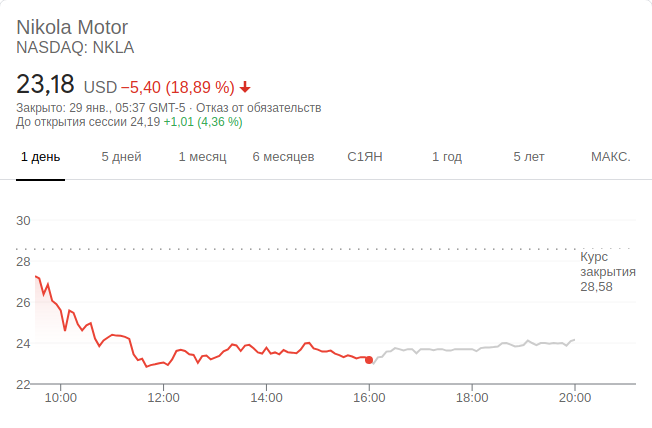 Nikola Motor
NASDAQ: NKLA
23,18 USD −5,40 (18,89 %)
Закрыто: 29 янв., 05:37 GMT-5 · Отказ от обязательств
До открытия сессии 24,19 +1,01 (4,36 %)
1 день 5 дней 1 месяц 6 месяцев С1ЯН 1 год 5 лет МАКС.
30
Курс
закрытия
28,58
28
26
24
22
10:00 12:00 14:00 16:00 18:00 20:00